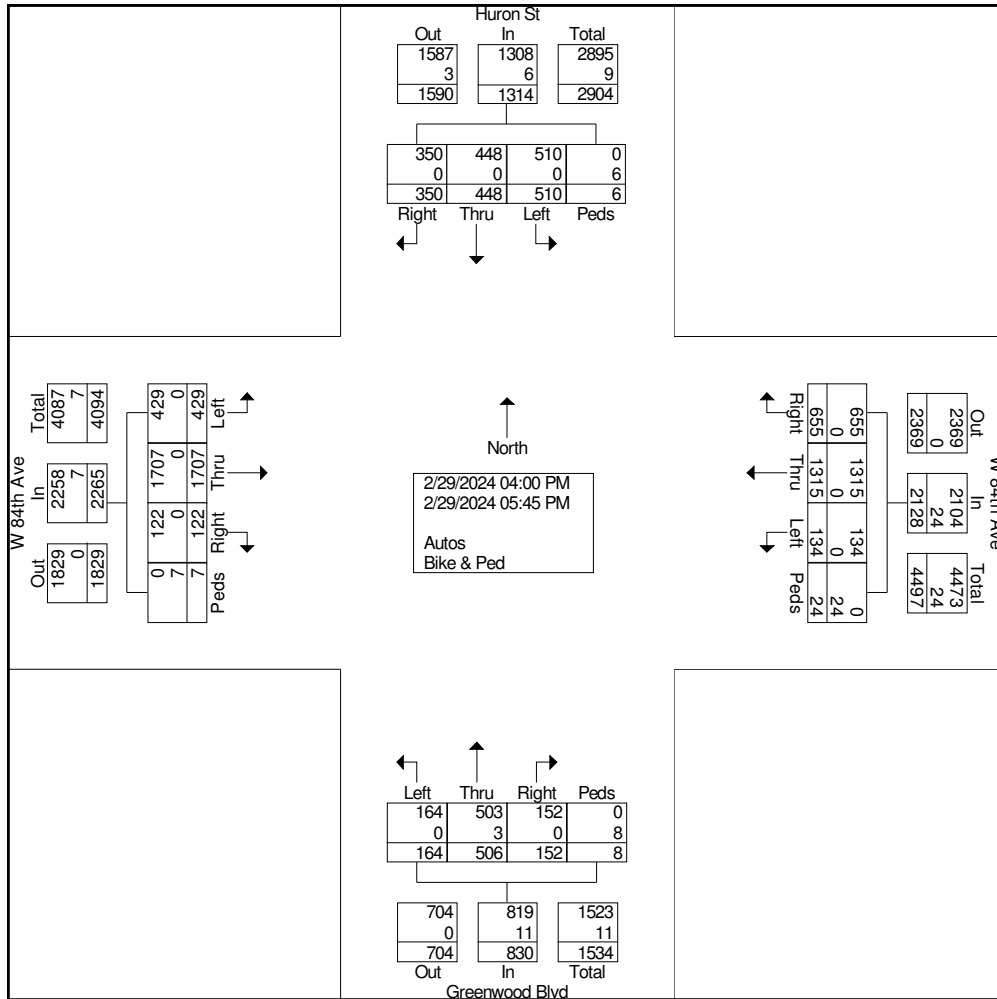 Huron St
Out In Total
1587 1308 2895
3 6 9
1590 1314 2904
350 448 510 0
0 0 0 6
350 448 510 6
Right Thru Left Peds
W 84th Ave
Total In Out
4094 2265 1829
7 7 0
4087 2258 1829
Left Thru Right Peds
429 1707 122 7
0 0 0 7
429 1707 122 0
North
2/29/2024 04:00 PM
2/29/2024 05:45 PM
Autos
Bike & Ped
W 84th Ave
Out In Total
2369 2104 4473
0 24 24
2369 2128 4497
655 1315 134 0
0 0 0 24
655 1315 134 24
Right Thru Left Peds
Left Thru Right Peds
164 503 152 0
0 3 0 8
164 506 152 8
704 819 1523
0 11 11
704 830 1534
Out In Total
Greenwood Blvd